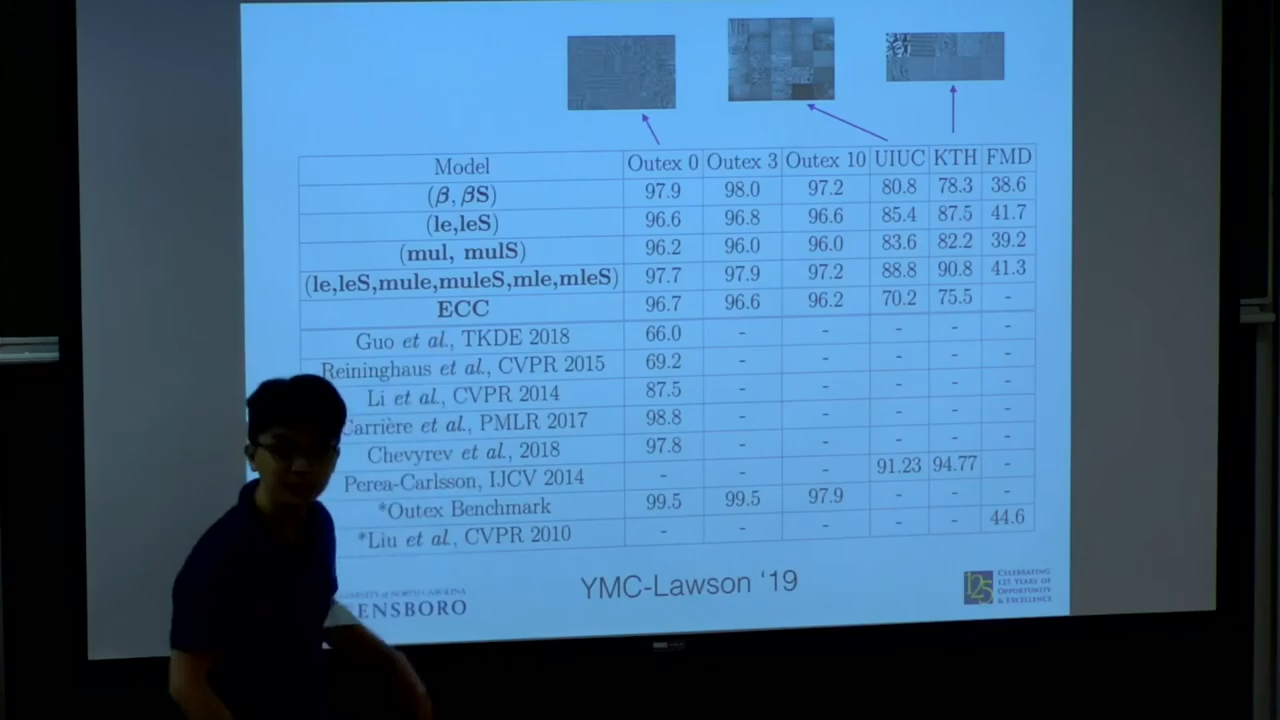 Model Outex 0 Outex 3 Outex 10 UIUC KTH FMD
(β, βS) 97.9 98.0 97.2 80.8 78.3 38.6
(le,leS) 96.6 96.8 96.6 85.4 87.5 41.7
(mul, mulS) 96.2 96.0 96.0 83.6 82.2 39.2
(le,leS,mule,muleS,mle,mleS) 97.7 97.9 97.2 88.8 90.8 41.3
ECC 96.7 96.6 96.2 70.2 75.5 -
Guo et al., TKDE 2018 66.0 - - - - -
Reininghaus et al., CVPR 2015 69.2 - - - - -
Li et al., CVPR 2014 87.5 - - - - -
Carrière et al., PMLR 2017 98.8 - - - - -
Chevyrev et al., 2018 97.8 - - - - -
Perea-Carlsson, IJCV 2014 - - - 91.23 94.77 -
*Outex Benchmark 99.5 99.5 97.9 - - -
*Liu et al., CVPR 2010 - - - - - 44.6
YMC-Lawson ‘19
of NORTH CAROLINA
ENSBORO
125
CELEBRATING
125 YEARS OF
OPPORTUNITY
& EXCELLENCE